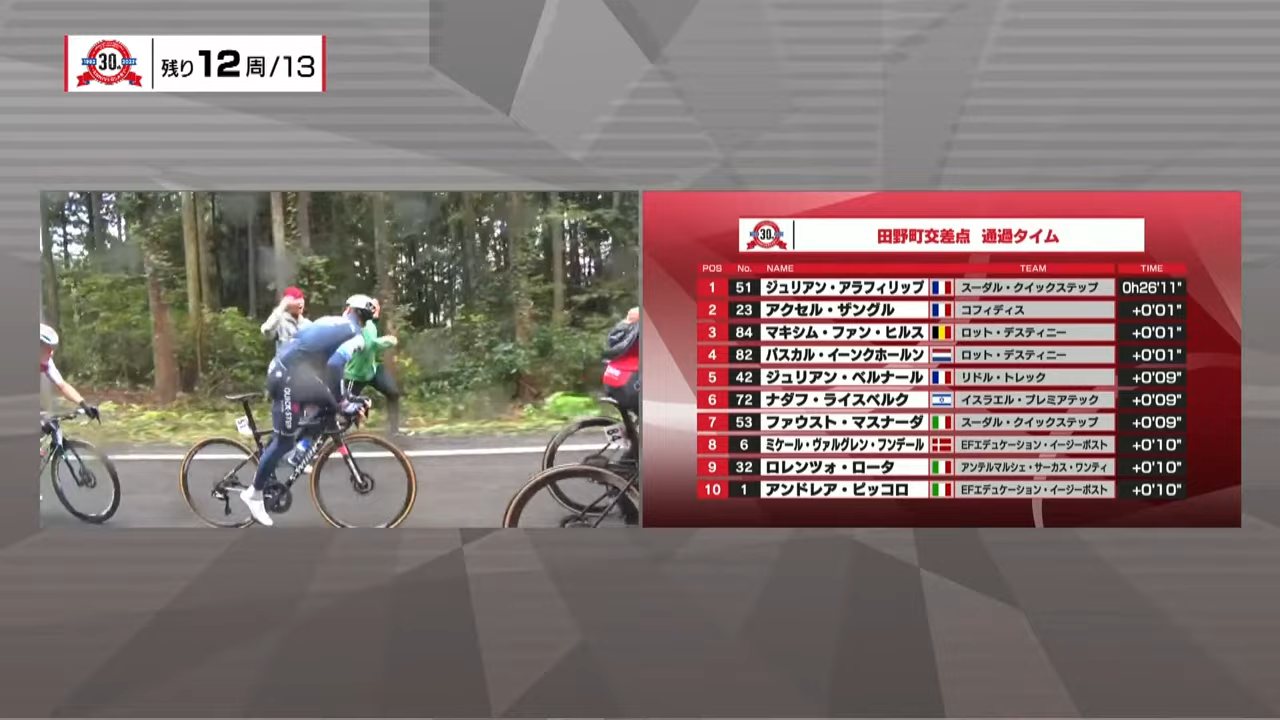 30th
残り12周/13
30th
田野町交差点 通過タイム
POS No. NAME TEAM TIME
1 51 ジュリアン・アラフィリップ スーダル・クイックステップ 0h26'11"
2 23 アクセル・ザングル コフィディス +0'01"
3 84 マキシム・ファン・ヒルス ロット・デスティニー +0'01"
4 82 パスカル・イーンクホールン ロット・デスティニー +0'01"
5 42 ジュリアン・ベルナール リドル・トレック +0'09"
6 72 ナダフ・ライスベルク イスラエル・プレミアテック +0'09"
7 53 ファウスト・マスナーダ スーダル・クイックステップ +0'09"
8 6 ミケール・ヴァルグレン・フンデール EFエデュケーション・イージーポスト +0'10"
9 32 ロレンツォ・ロータ アンテルマルシェ・サーカス・ワンティ +0'10"
10 1 アンドレア・ピッコロ EFエデュケーション・イージーポスト +0'10"
QUICK-STEP